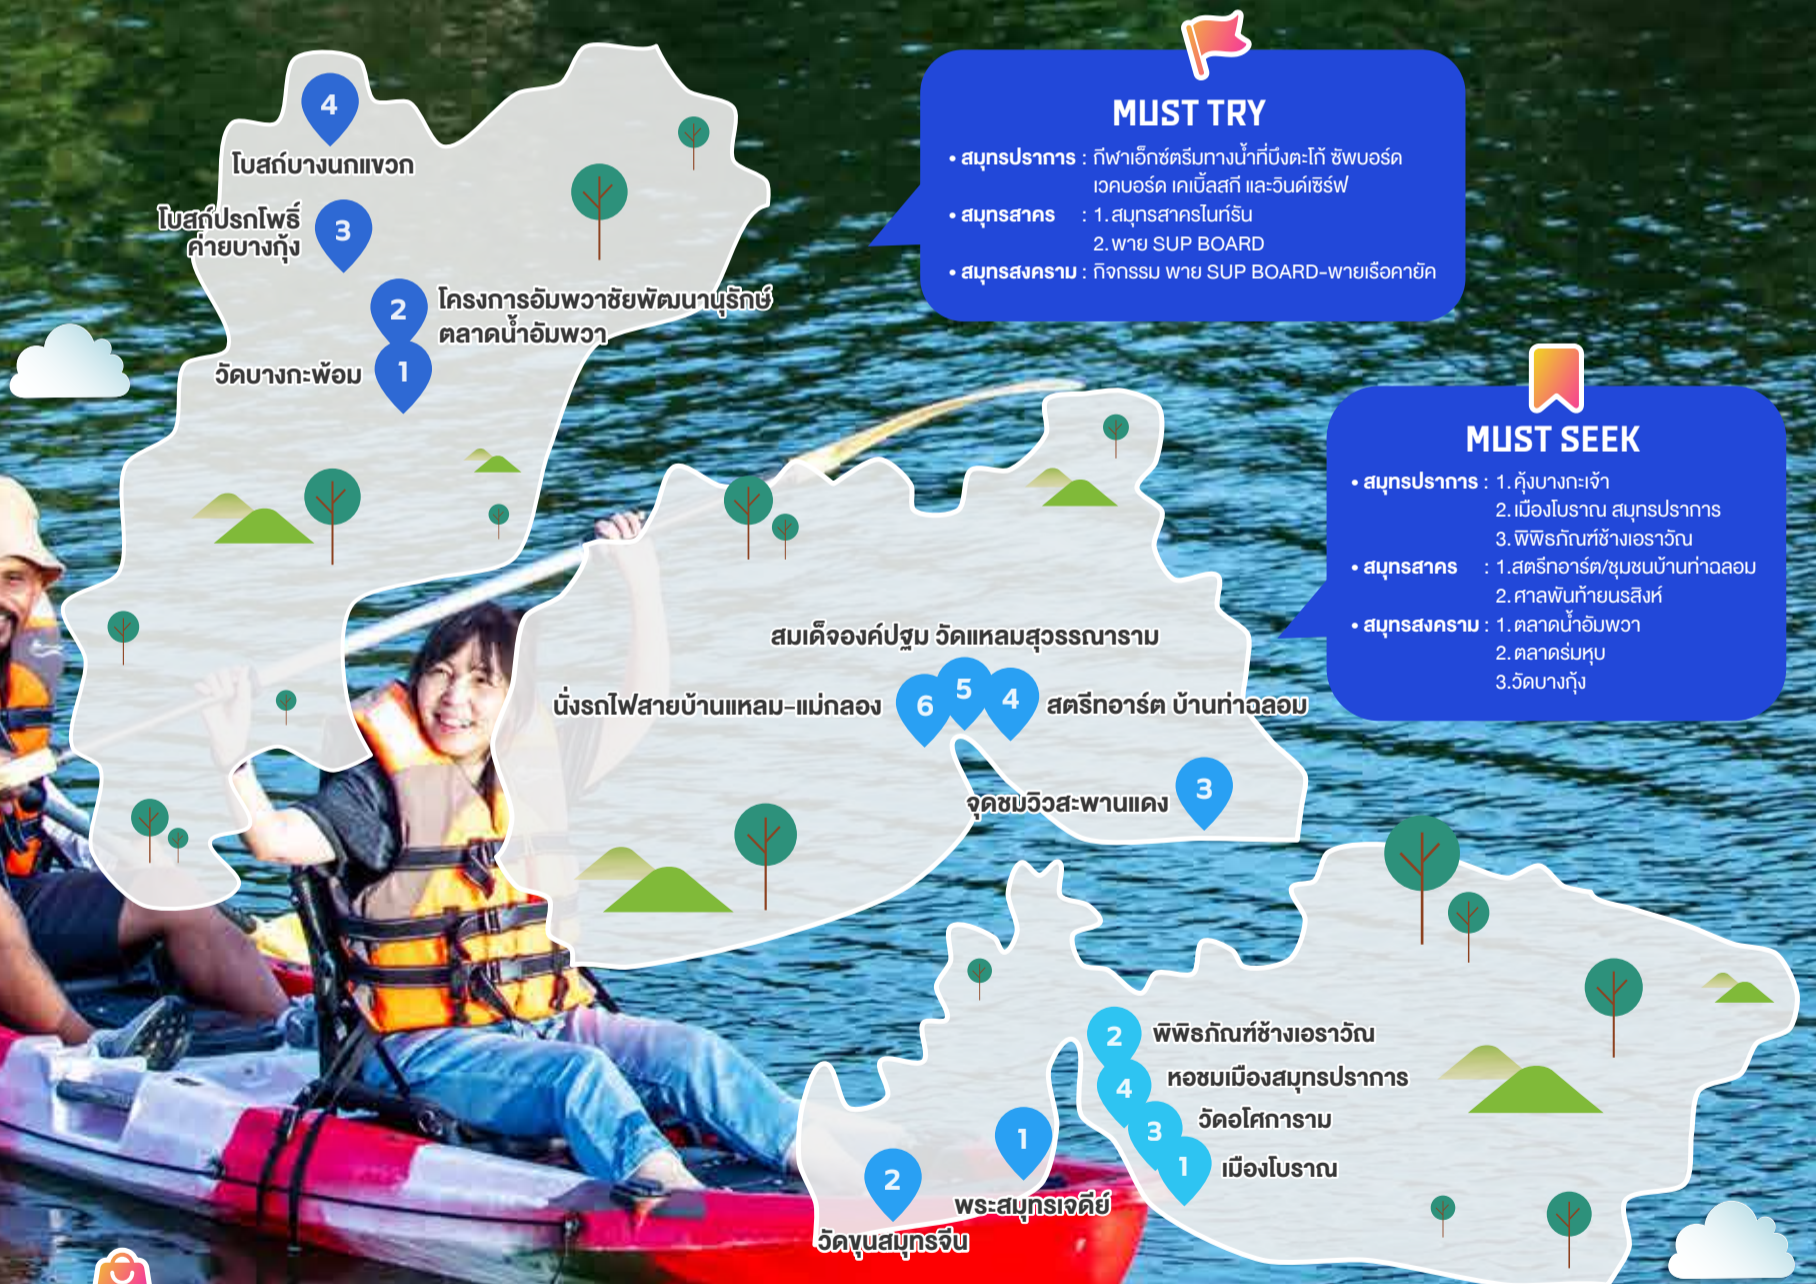 4
โบสถ์บางนกแขวก
โบสถ์ปรกโพธิ์
ค่ายบางกุ้ง
3
2
โครงการอัมพวาชัยพัฒนานุรักษ์
ตลาดน้ำอัมพวา
วัดบางกะพ้อม
1
MUST TRY
• สมุทรปราการ : กีฬาเอ็กซ์ตรีมทางน้ำที่บึงตะโก้ ซัพบอร์ด
เวคบอร์ด เคเบิ้ลสกี และวินด์เซิร์ฟ
• สมุทรสาคร : 1. สมุทรสาครไนท์รัน
2. พาย SUP BOARD
• สมุทรสงคราม : กิจกรรม พาย SUP BOARD-พายเรือคายัค
MUST SEEK
• สมุทรปราการ : 1. คุ้งบางกะเจ้า
2. เมืองโบราณ สมุทรปราการ
3. พิพิธภัณฑ์ช้างเอราวัณ
• สมุทรสาคร : 1.สตรีทอาร์ต/ชุมชนบ้านท่าฉลอม
2. ศาลพันท้ายนรสิงห์
• สมุทรสงคราม : 1. ตลาดน้ำอัมพวา
2. ตลาดร่มหุบ
3.วัดบางกุ้ง
สมเด็จองค์ปฐม วัดแหลมสุวรรณาราม
นั่งรถไฟสายบ้านแหลม-แม่กลอง
6
5
4
สตรีทอาร์ต บ้านท่าฉลอม
จุดชมวิวสะพานแดง
3
2
พิพิธภัณฑ์ช้างเอราวัณ
4
หอชมเมืองสมุทรปราการ
3
วัดอโศการาม
1
เมืองโบราณ
1
พระสมุทรเจดีย์
2
วัดขุนสมุทรจีน